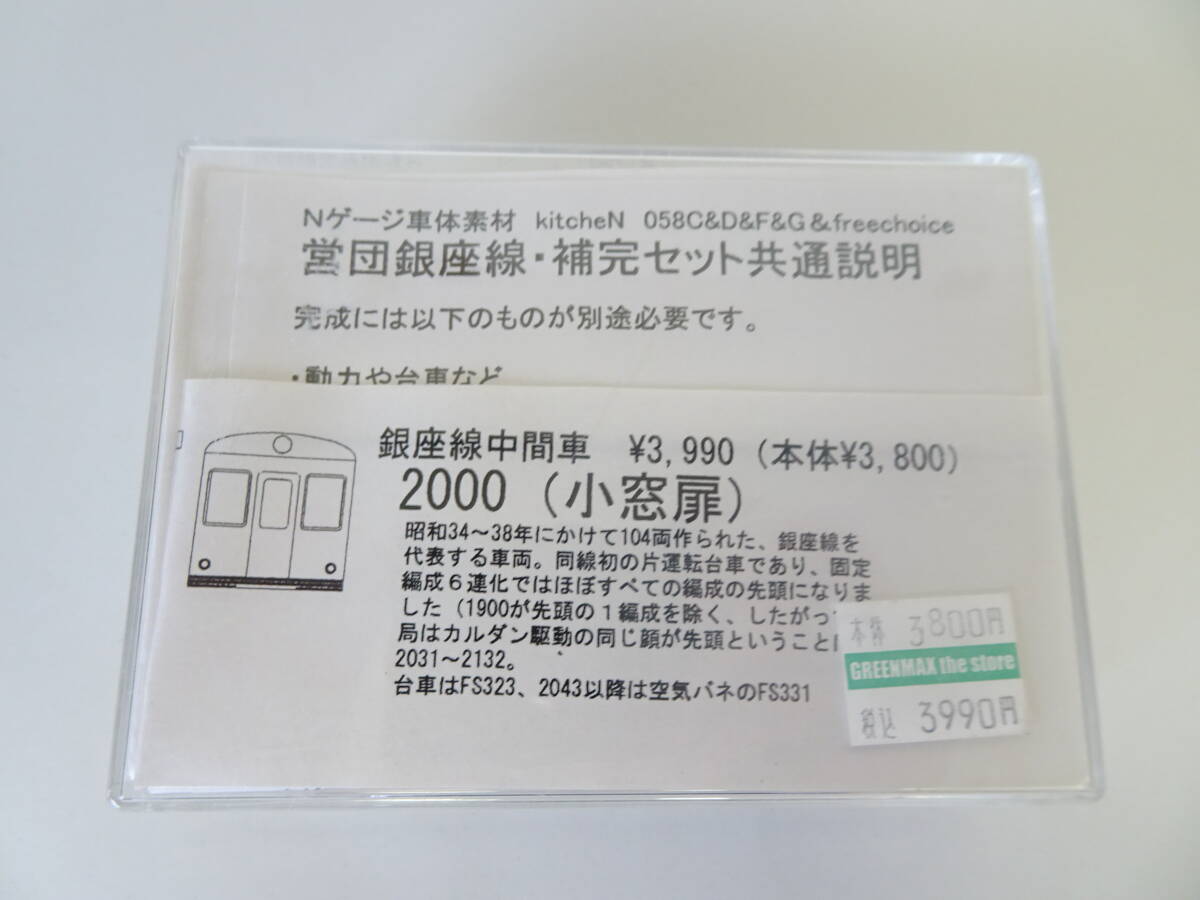 Nゲージ車体素材 kitcheN 058C&D&F&G&freechoice
営団銀座線・補完セット共通説明
完成には以下のものが別途必要です。
・動力や台車など
銀座線中間車 ¥3,990（本体¥3,800）
2000（小窓扉）
昭和34～38年にかけて104両作られた、銀座線を
代表する車両。同線初の片運転台車であり、固定
編成６連化ではほぼすべての編成の先頭になりま
した（1900が先頭の１編成を除く、したがっ
局はカルダン駆動の同じ顔が先頭ということ
2031～2132。
台車はFS323、2043以降は空気バネのFS331
本体 3800円
GREENMAX the store
税込 3990円